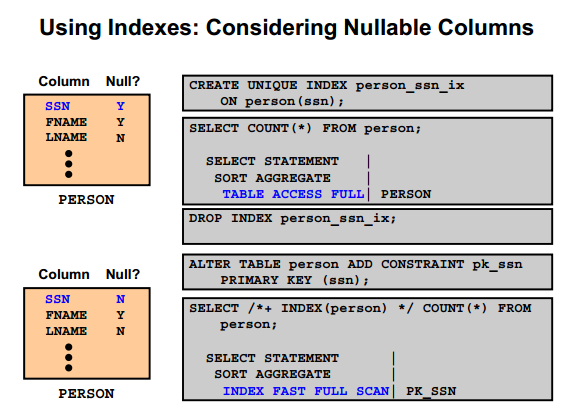 Using Indexes: Considering Nullable Columns
Column Null?
SSN Y
FNAME Y
LNAME N
PERSON
CREATE UNIQUE INDEX person_ssn_ix
ON person(ssn);
SELECT COUNT(*) FROM person;
SELECT STATEMENT |
SORT AGGREGATE |
TABLE ACCESS FULL| PERSON
DROP INDEX person_ssn_ix;
Column Null?
SSN N
FNAME Y
LNAME N
PERSON
ALTER TABLE person ADD CONSTRAINT pk_ssn
PRIMARY KEY (ssn);
SELECT /*+ INDEX(person) */ COUNT(*) FROM
person;
SELECT STATEMENT |
SORT AGGREGATE |
INDEX FAST FULL SCAN| PK_SSN